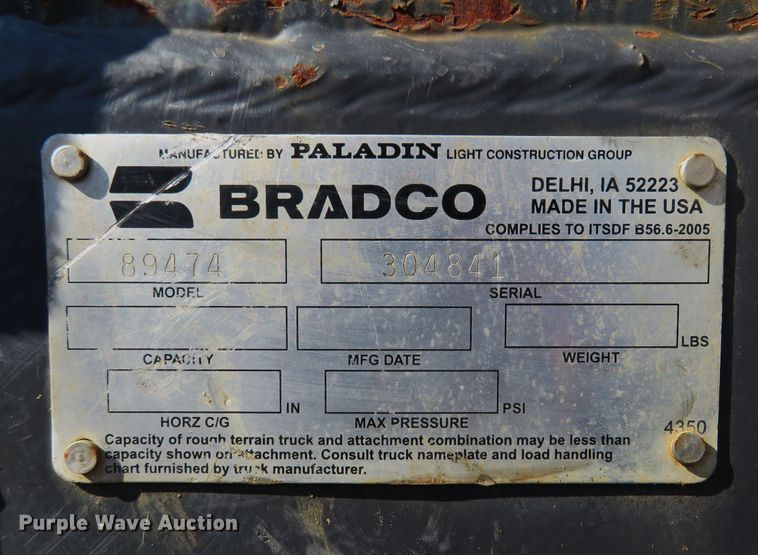 MANUFACTURED BY PALADIN LIGHT CONSTRUCTION GROUP
BRADCO
DELHI, IA 52223
MADE IN THE USA
COMPLIES TO ITSDF B56.6-2005
89474 304841
MODEL SERIAL
LBS
CAPACITY MFG DATE WEIGHT
IN PSI
HORZ C/G MAX PRESSURE 4350
Capacity of rough terrain truck and attachment combination may be less than
capacity shown on attachment. Consult truck nameplate and load handling
chart furnished by truck manufacturer.
Purple Wave Auction